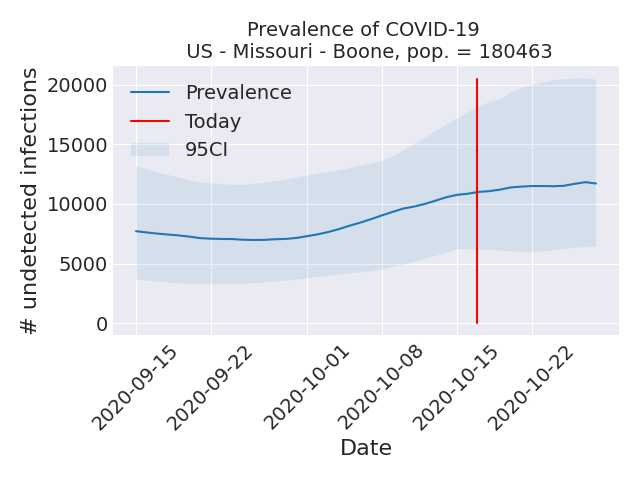 Prevalence of COVID-19
US - Missouri - Boone, pop. = 180463
# undetected infections
20000
15000
10000
5000
0
Prevalence
Today
95CI
2020-09-15
2020-09-22
2020-10-01
2020-10-08
2020-10-15
2020-10-22
Date